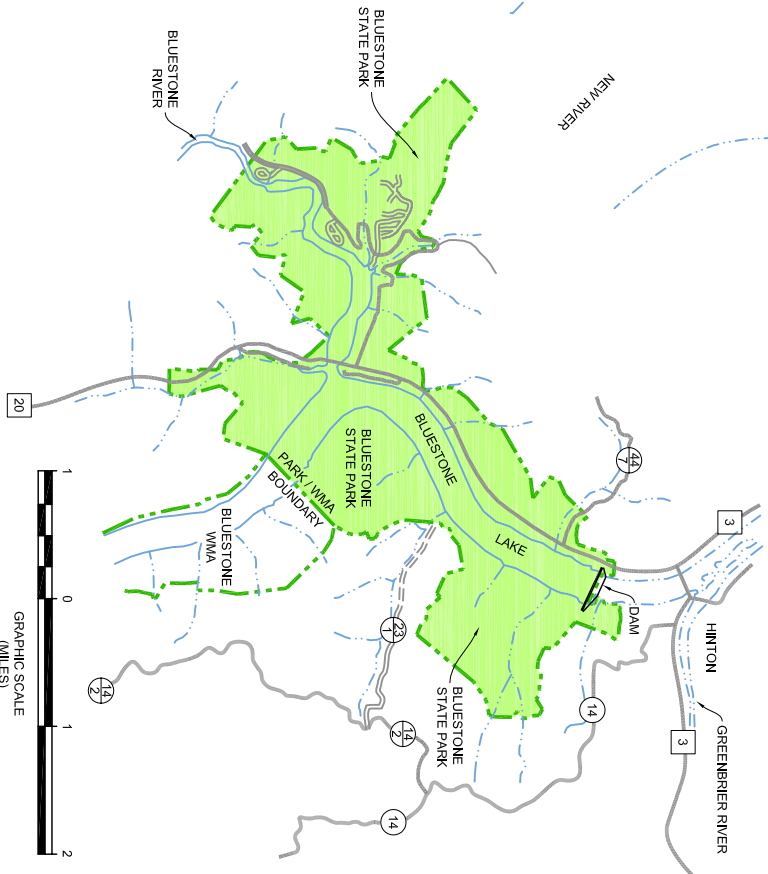 NEW RIVER
BLUESTONE
STATE PARK
BLUESTONE
RIVER
20
BLUESTONE
LAKE
BLUESTONE
STATE PARK
PARK / WMA
BOUNDARY
BLUESTONE
WMA
44
7
3
DAM
HINTON
GREENBRIER RIVER
3
14
BLUESTONE
STATE PARK
23
1
14
2
14
2
14
1
0
1
2
GRAPHIC SCALE
(MILES)